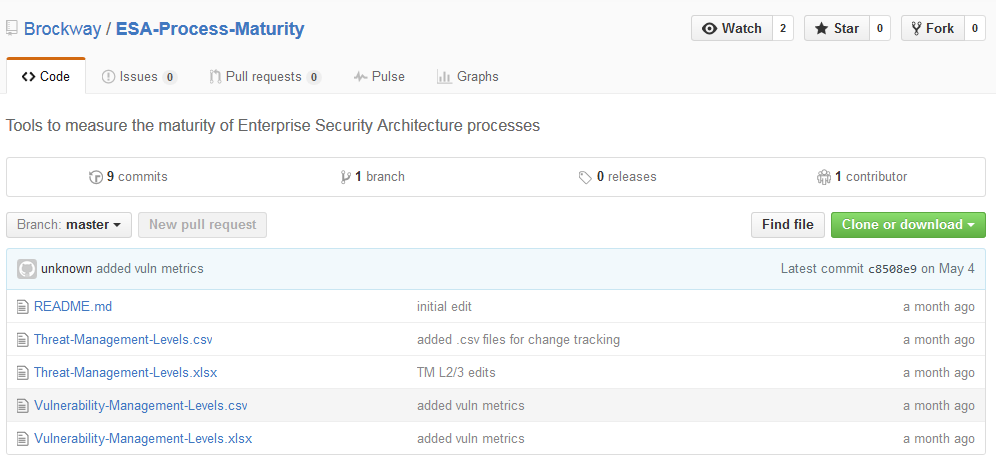 Brockway / ESA-Process-Maturity
Watch 2 Star 0 Fork 0
Code Issues 0 Pull requests 0 Pulse Graphs
Tools to measure the maturity of Enterprise Security Architecture processes
9 commits 1 branch 0 releases 1 contributor
Branch: master New pull request Find file Clone or download
unknown added vuln metrics Latest commit c8508e9 on May 4
README.md initial edit a month ago
Threat-Management-Levels.csv added .csv files for change tracking a month ago
Threat-Management-Levels.xlsx TM L2/3 edits a month ago
Vulnerability-Management-Levels.csv added vuln metrics a month ago
Vulnerability-Management-Levels.xlsx added vuln metrics a month ago